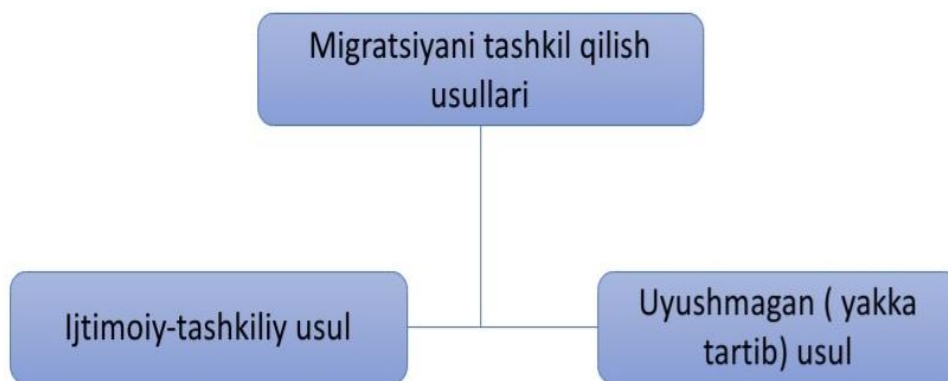 Migratsiyani tashkil qilish
usullari
Ijtimoiy-tashkiliy usul
Uyushmagan ( yakka
tartib) usul